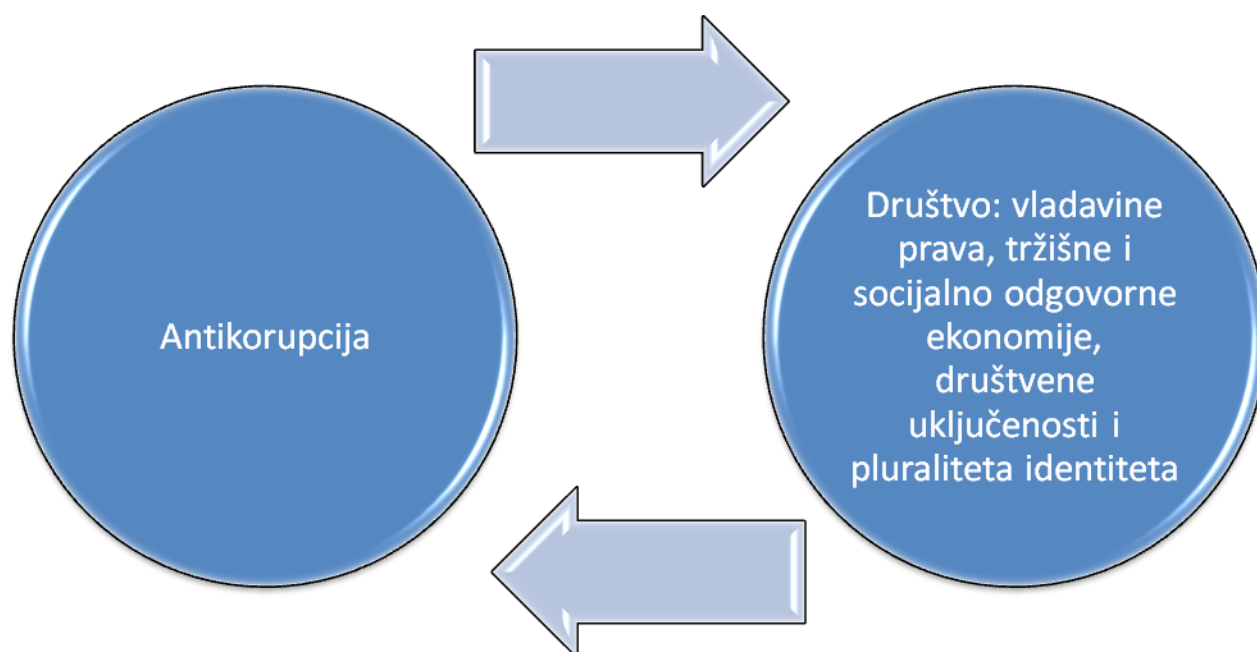 Antikorupcija
Društvo: vladavine
prava, tržišne i
socijalno odgovorne
ekonomije,
društvene
uključenosti i
pluraliteta identiteta